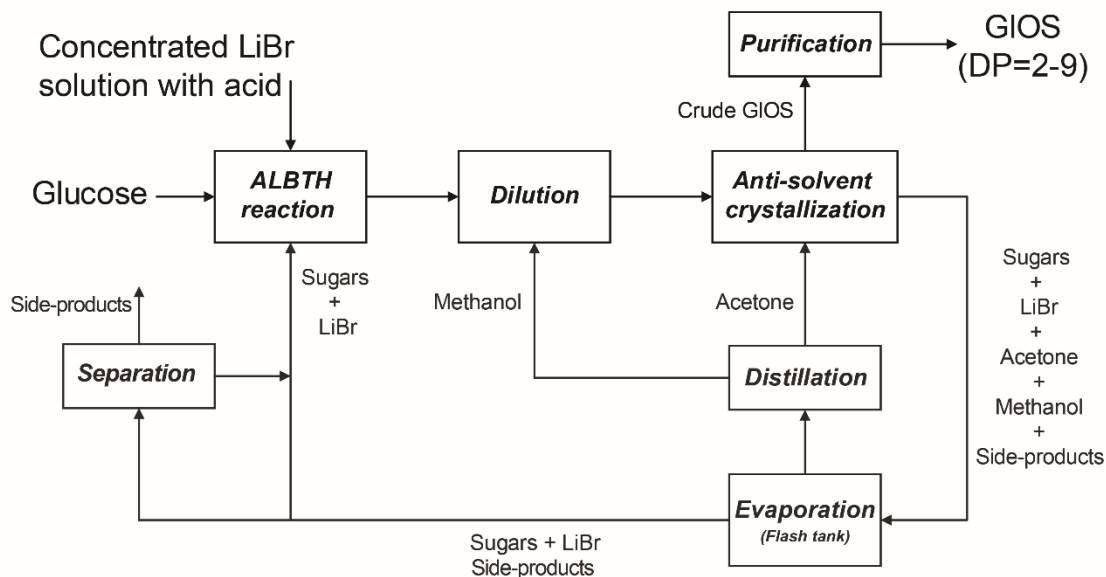 Concentrated LiBr
solution with acid
Purification
GlOS
(DP=2-9)
Crude GlOS
Glucose
ALBTH
reaction
Dilution
Anti-solvent
crystallization
Sugars
+
LiBr
Methanol
Acetone
Sugars
+
LiBr
+
Acetone
+
Methanol
+
Side-products
Side-products
Separation
Distillation
Evaporation
(Flash tank)
Sugars + LiBr
Side-products